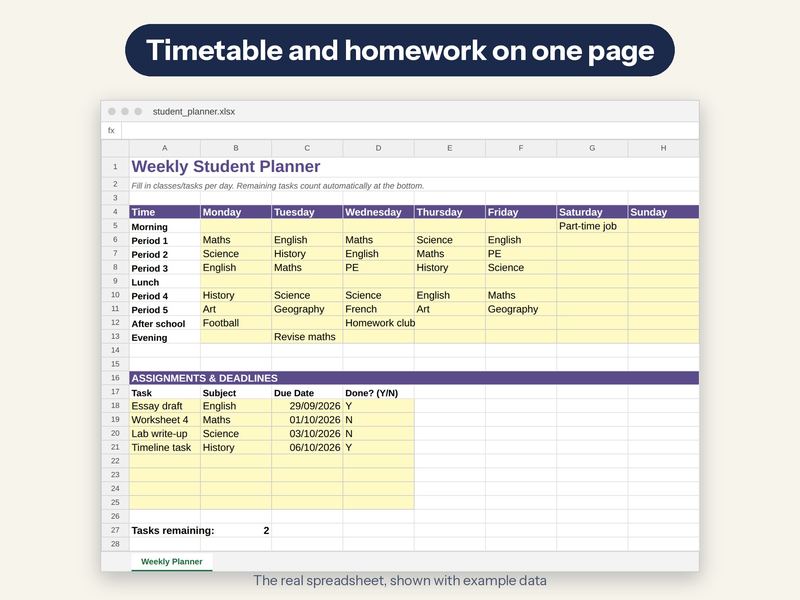 Timetable and homework on one page
student_planner.xlsx
fx
A B C D E F G H
1 Weekly Student Planner
2 Fill in classes/tasks per day. Remaining tasks count automatically at the bottom.
3
4 Time Monday Tuesday Wednesday Thursday Friday Saturday Sunday
5 Morning Part-time job
6 Period 1 Maths English Maths Science English
7 Period 2 Science History English Maths PE
8 Period 3 English Maths PE History Science
9 Lunch
10 Period 4 History Science Science English Maths
11 Period 5 Art Geography French Art Geography
12 After school Football Homework club
13 Evening Revise maths
14
15
16 ASSIGNMENTS & DEADLINES
17 Task Subject Due Date Done? (Y/N)
18 Essay draft English 29/09/2026 Y
19 Worksheet 4 Maths 01/10/2026 N
20 Lab write-up Science 03/10/2026 N
21 Timeline task History 06/10/2026 Y
22
23
24
25
26
27 Tasks remaining: 2
28
Weekly Planner
The real spreadsheet, shown with example data